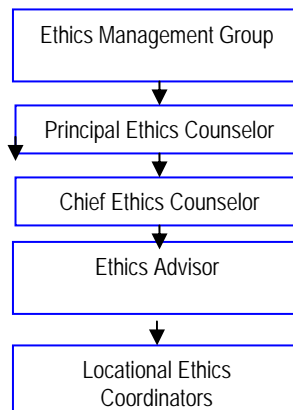 Ethics Management Group
Principal Ethics Counselor
Chief Ethics Counselor
Ethics Advisor
Locational Ethics
Coordinators